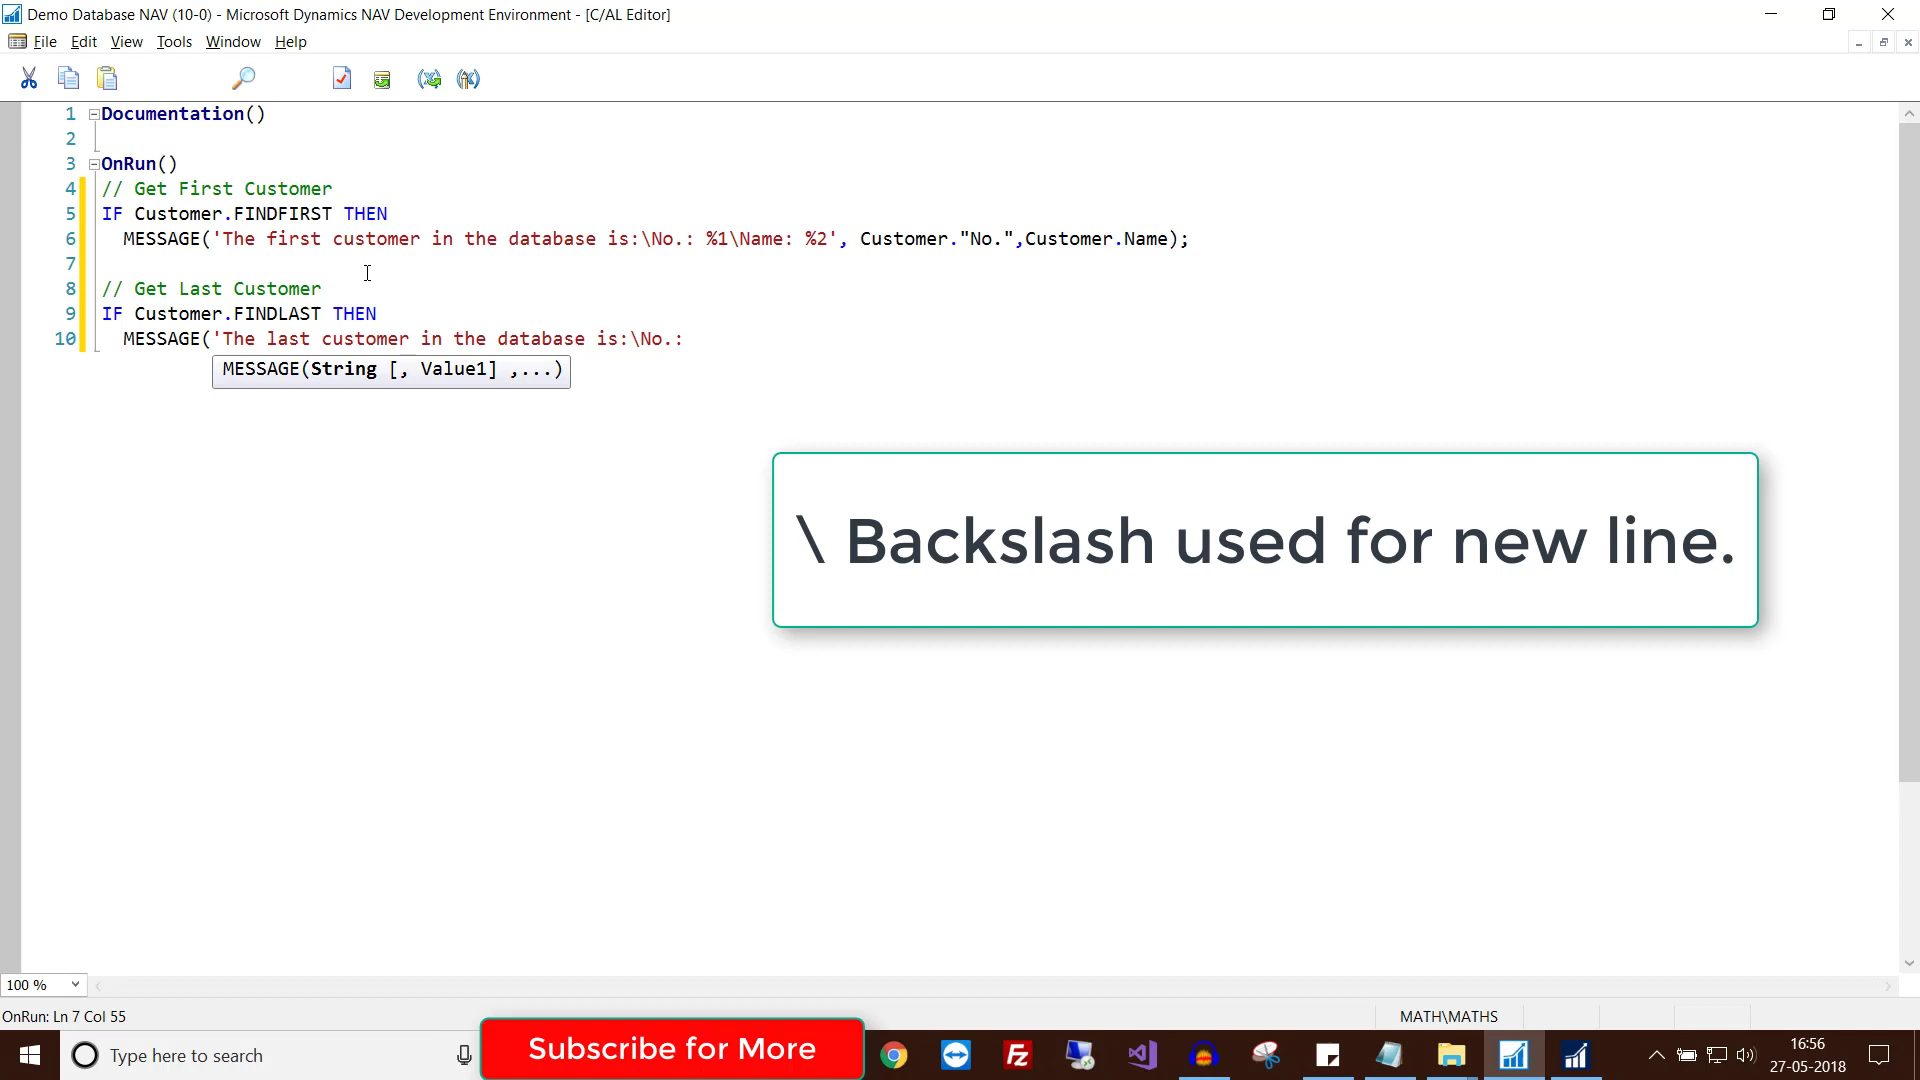 Demo Database NAV (10-0) - Microsoft Dynamics NAV Development Environment - [C/AL Editor]
File Edit View Tools Window Help
1 Documentation()
2
3 OnRun()
4 // Get First Customer
5 IF Customer.FINDFIRST THEN
6 MESSAGE('The first customer in the database is:\No.: %1\Name: %2', Customer."No.",Customer.Name);
7
8 // Get Last Customer
9 IF Customer.FINDLAST THEN
10 MESSAGE('The last customer in the database is:\No.:
MESSAGE(String [, Value1] ,...)
\ Backslash used for new line.
100 %
OnRun: Ln 7 Col 55
MATH\MATHS
Type here to search
Subscribe for More
Fz
16:56
27-05-2018